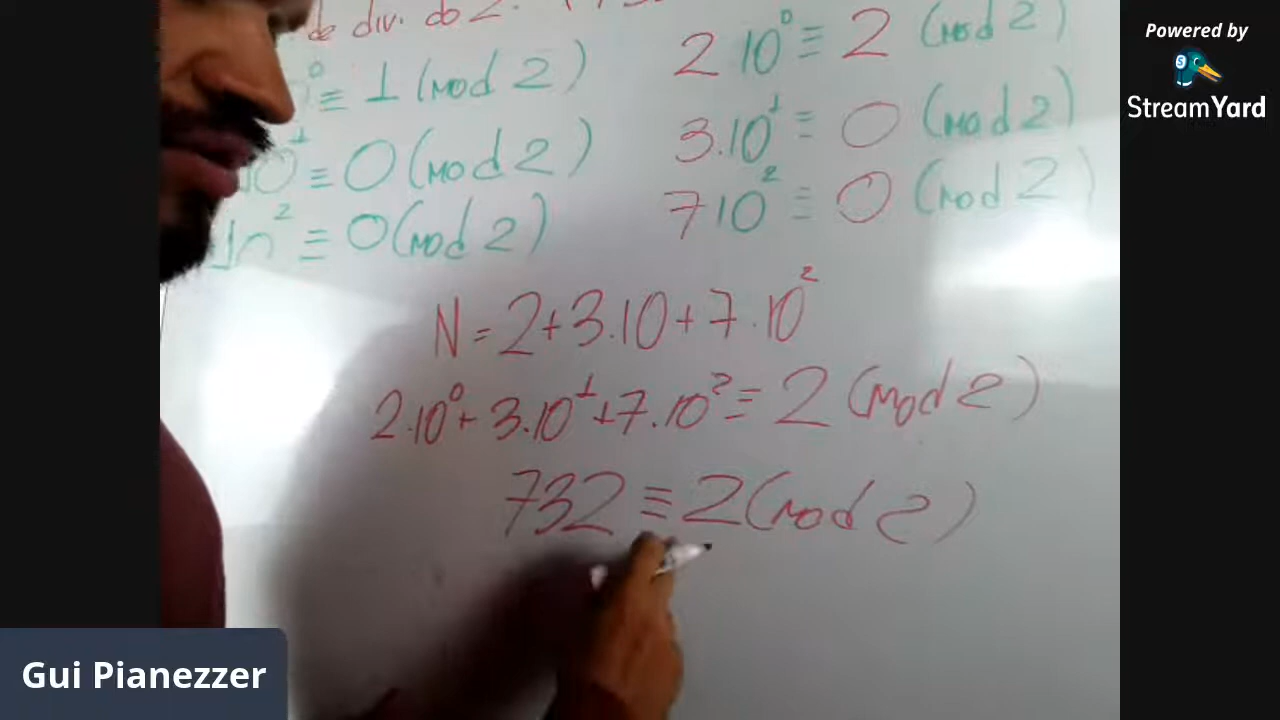 de div. do 2.
≡ 1 (mod 2)
10¹ ≡ 0 (mod 2)
10² ≡ 0 (mod 2)
2 10⁰ ≡ 2 (mod 2)
3.10¹ ≡ 0 (mod 2)
7 10² ≡ 0 (mod 2)
N = 2 + 3.10 + 7.10²
2.10⁰ + 3.10¹ + 7.10² ≡ 2 (mod 2)
732 ≡ 2 (mod 2)
Powered by
StreamYard
Gui Pianezzer